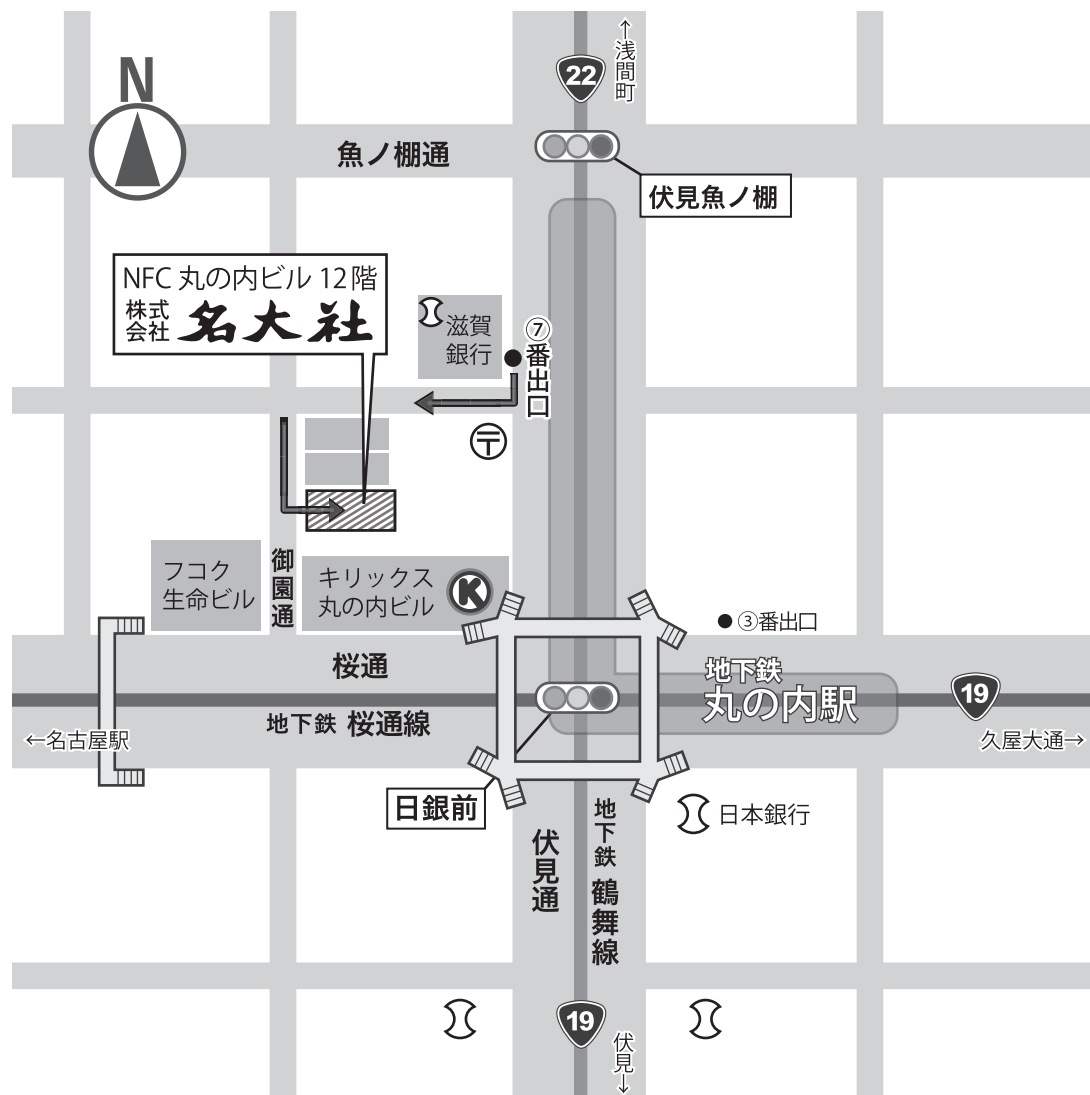 N
22
↑浅間町
魚ノ棚通
伏見魚ノ棚
NFC 丸の内ビル 12階
株式会社 名大社
滋賀銀行
⑦番出口
〒
フコク生命ビル
御園通
キリックス丸の内ビル
K
③番出口
桜通
地下鉄
丸の内駅
19
地下鉄 桜通線
←名古屋駅
久屋大通→
日銀前
日本銀行
伏見通
地下鉄 鶴舞線
19
伏見→